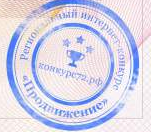 Региональный интернет-конкурс
конкурс72.рф
«Продвижение»